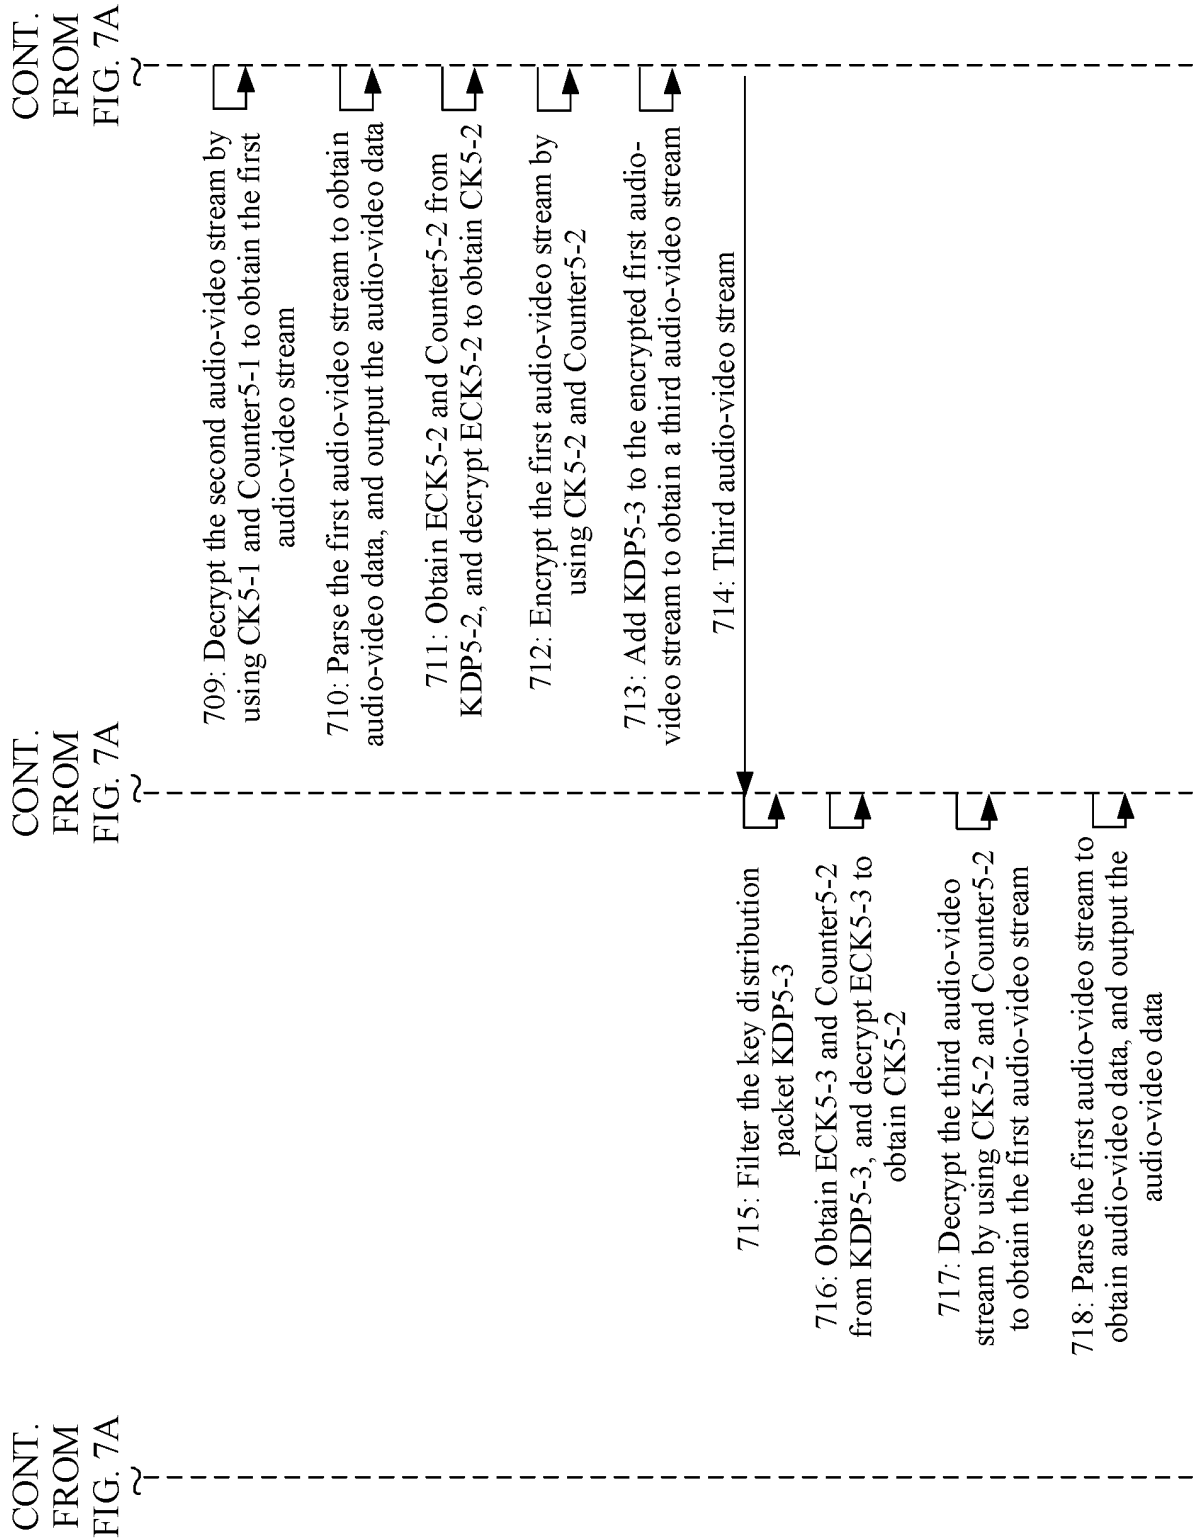 CONT.
FROM
FIG. 7A
CONT.
FROM
FIG. 7A
CONT.
FROM
FIG. 7A
709: Decrypt the second audio-video stream by
using CK5-1 and Counter5-1 to obtain the first
audio-video stream
710: Parse the first audio-video stream to obtain
audio-video data, and output the audio-video data
711: Obtain ECK5-2 and Counter5-2 from
KDP5-2, and decrypt ECK5-2 to obtain CK5-2
712: Encrypt the first audio-video stream by
using CK5-2 and Counter5-2
713: Add KDP5-3 to the encrypted first audio-
video stream to obtain a third audio-video stream
714: Third audio-video stream
715: Filter the key distribution
packet KDP5-3
716: Obtain ECK5-3 and Counter5-2
from KDP5-3, and decrypt ECK5-3 to
obtain CK5-2
717: Decrypt the third audio-video
stream by using CK5-2 and Counter5-2
to obtain the first audio-video stream
718: Parse the first audio-video stream to
obtain audio-video data, and output the
audio-video data